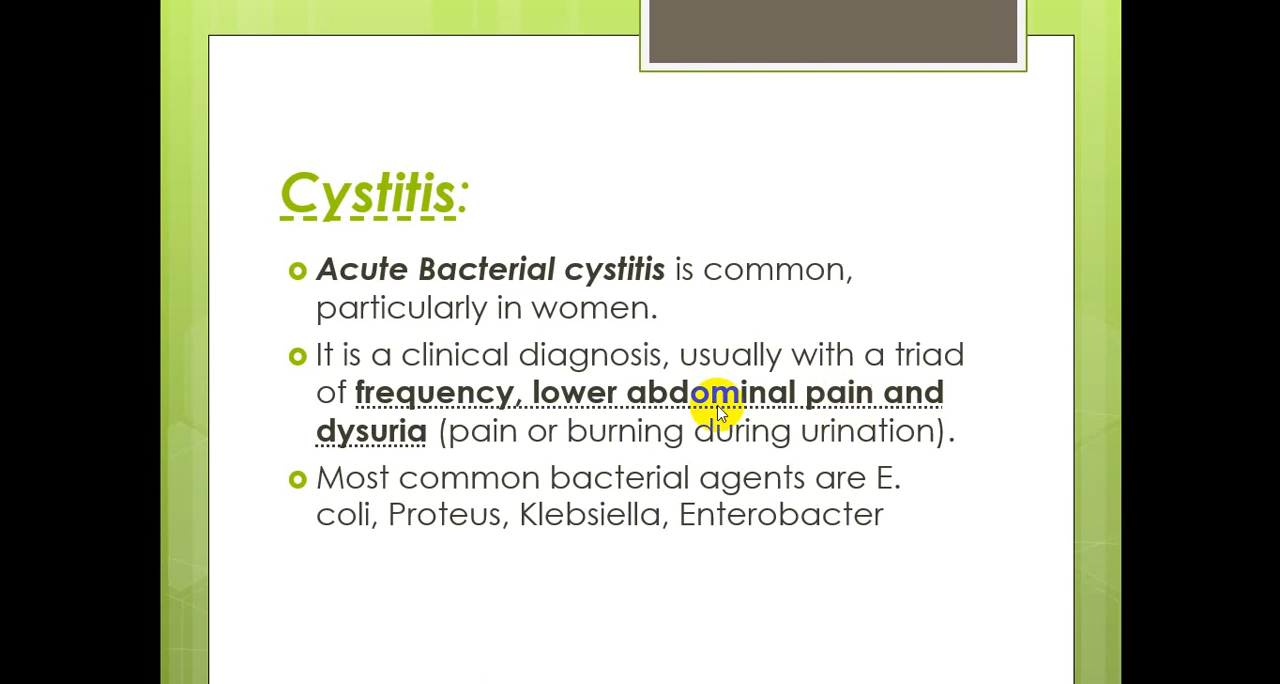 Cystitis:
Acute Bacterial cystitis is common,
particularly in women.
It is a clinical diagnosis, usually with a triad
of frequency, lower abdominal pain and
dysuria (pain or burning during urination).
Most common bacterial agents are E.
coli, Proteus, Klebsiella, Enterobacter